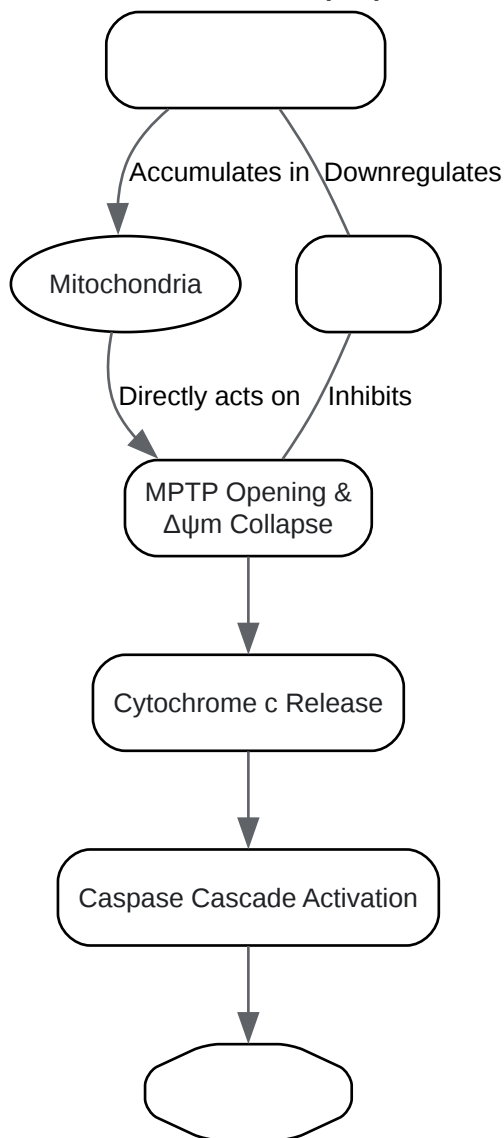 Accumulates in
Downregulates
Mitochondria
Directly acts on
Inhibits
MPTP Opening &
Δψm Collapse
Cytochrome c Release
Caspase Cascade Activation